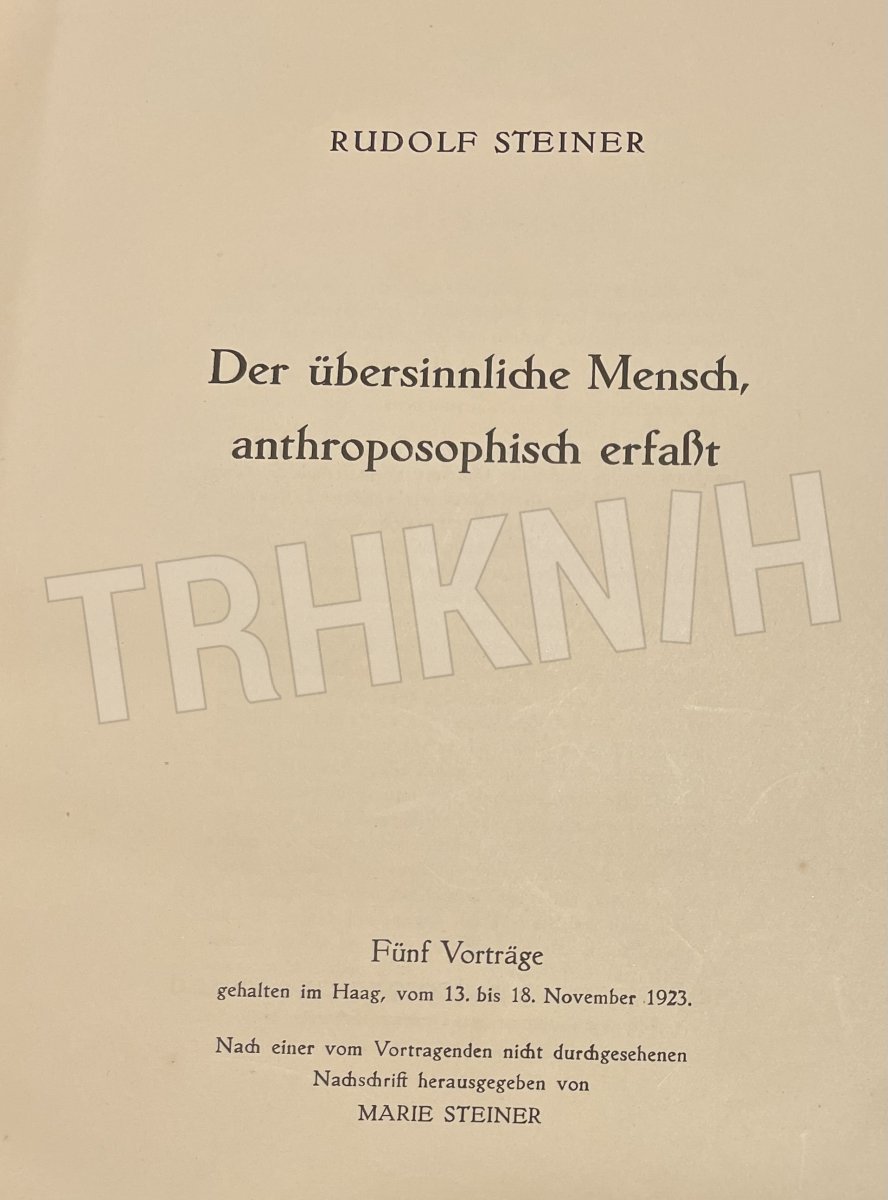 RUDOLF STEINER
Der übersinnliche Mensch,
anthroposophisch erfaßt
TRHKNIH
Fünf Vorträge
gehalten im Haag, vom 13. bis 18. November 1923.
Nach einer vom Vortragenden nicht durchgesehenen
Nachschrift herausgegeben von
MARIE STEINER